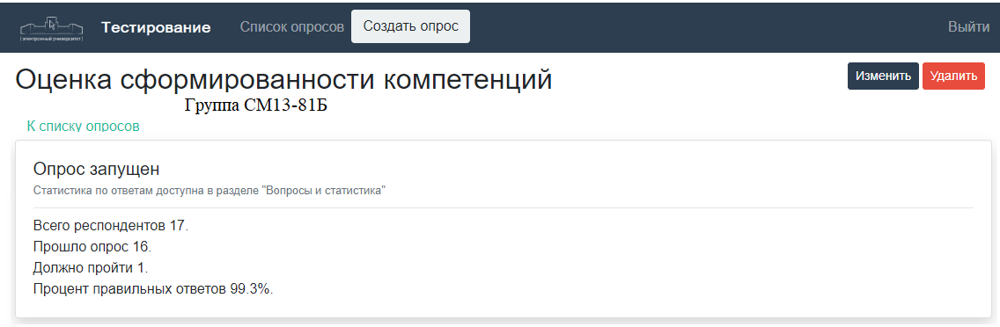 [электронный университет]
Тестирование Список опросов Создать опрос Выйти
Оценка сформированности компетенций Изменить Удалить
Группа СМ13-81Б
К списку опросов
Опрос запущен
Статистика по ответам доступна в разделе "Вопросы и статистика"
Всего респондентов 17.
Прошло опрос 16.
Должно пройти 1.
Процент правильных ответов 99.3%.